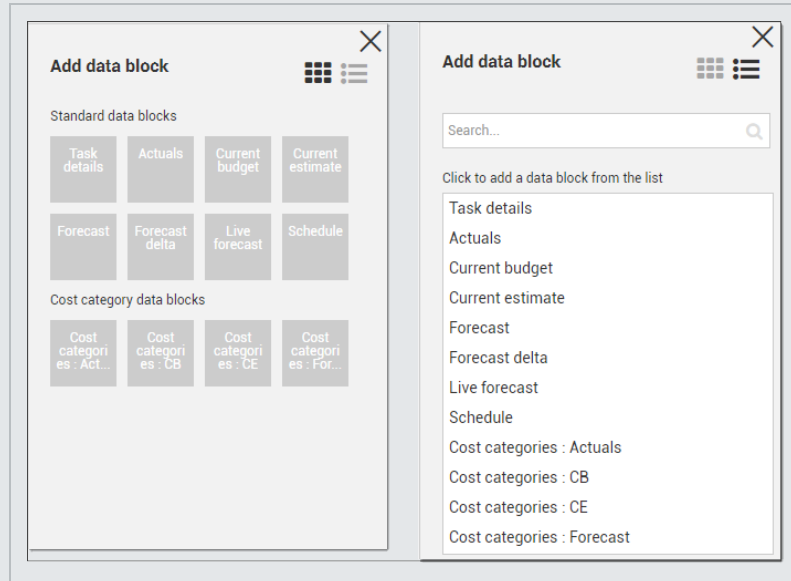 Add data block
Standard data blocks
Task
details
Actuals
Current
budget
Current
estimate
Forecast
Forecast
delta
Live
forecast
Schedule
Cost category data blocks
Cost
categori
es : Act...
Cost
categori
es : CB
Cost
categori
es : CE
Cost
categori
es : For...
Add data block
Search...
Click to add a data block from the list
Task details
Actuals
Current budget
Current estimate
Forecast
Forecast delta
Live forecast
Schedule
Cost categories : Actuals
Cost categories : CB
Cost categories : CE
Cost categories : Forecast